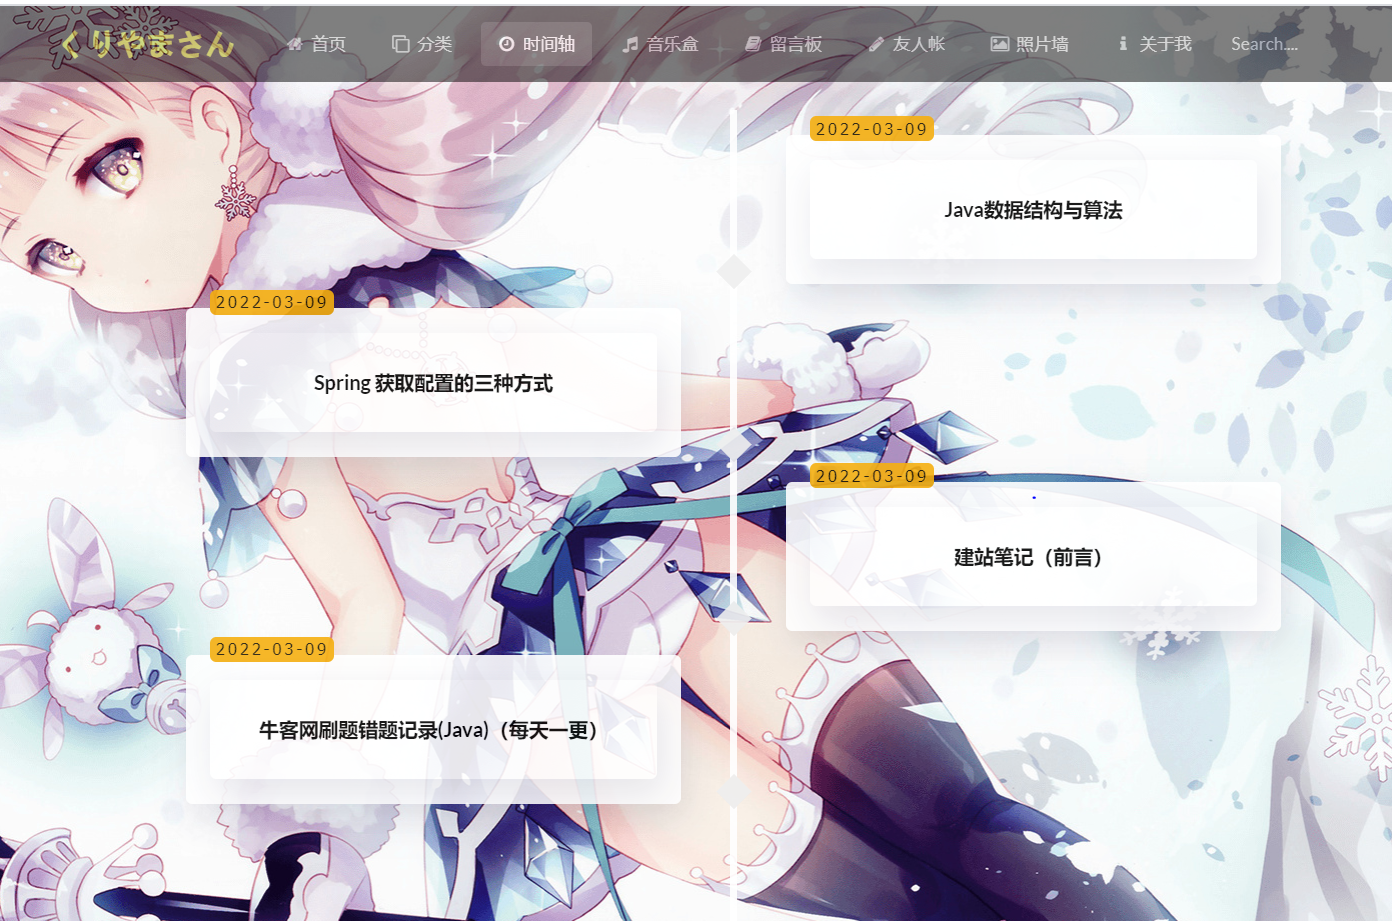 くりやまさん 首页 分类 时间轴 音乐盒 留言板 友人帐 照片墙 关于我 Search....
2022-03-09
Java数据结构与算法
2022-03-09
Spring 获取配置的三种方式
2022-03-09
建站笔记（前言）
2022-03-09
牛客网刷题错题记录(Java)（每天一更）